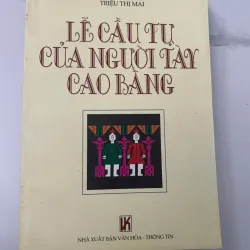 TRIỆU THỊ MAI
LỄ CẦU TỰ
CỦA NGƯỜI TÀY
CAO BẰNG
NHÀ XUẤT BẢN VĂN HÓA - THÔNG TIN